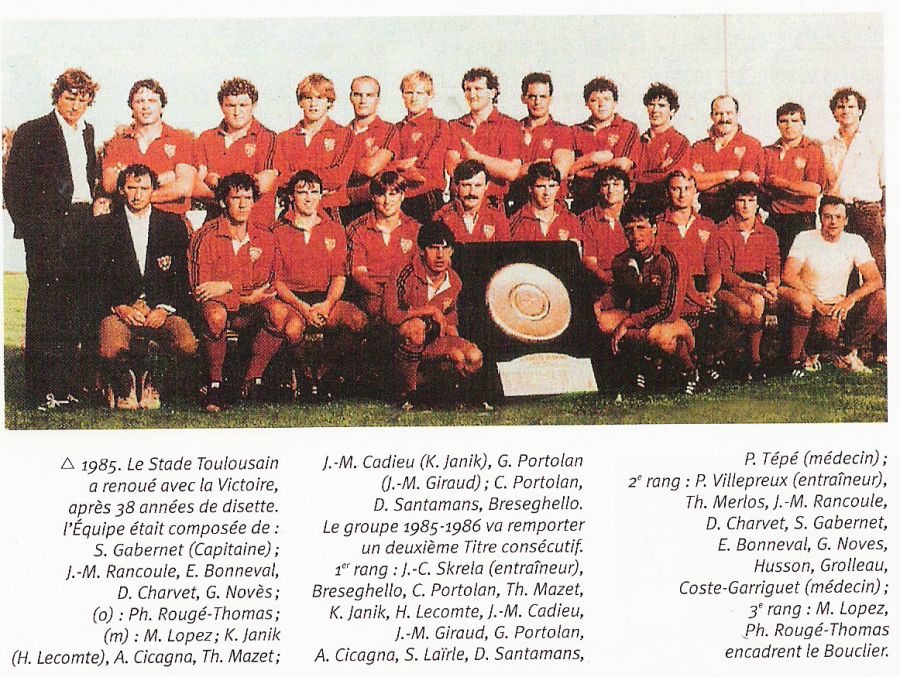 △ 1985. Le Stade Toulousain
a renoué avec la Victoire,
après 38 années de disette.
l'Équipe était composée de :
S. Gabernet (Capitaine) ;
J.-M. Rancoule, E. Bonneval,
D. Charvet, G. Novès ;
(o) : Ph. Rougé-Thomas ;
(m) : M. Lopez ; K. Janik
(H. Lecomte), A. Cicagna, Th. Mazet ;
J.-M. Cadieu (K. Janik), G. Portolan
(J.-M. Giraud) ; C. Portolan,
D. Santamans, Breseghello.
Le groupe 1985-1986 va remporter
un deuxième Titre consécutif.
1er rang : J.-C. Skrela (entraîneur),
Breseghello, C. Portolan, Th. Mazet,
K. Janik, H. Lecomte, J.-M. Cadieu,
J.-M. Giraud, G. Portolan,
A. Cicagna, S. Laïrle, D. Santamans,
P. Tépé (médecin) ;
2e rang : P. Villepreux (entraîneur),
Th. Merlos, J.-M. Rancoule,
D. Charvet, S. Gabernet,
E. Bonneval, G. Noves,
Husson, Grolleau,
Coste-Garriguet (médecin) ;
3e rang : M. Lopez,
Ph. Rougé-Thomas
encadrent le Bouclier.